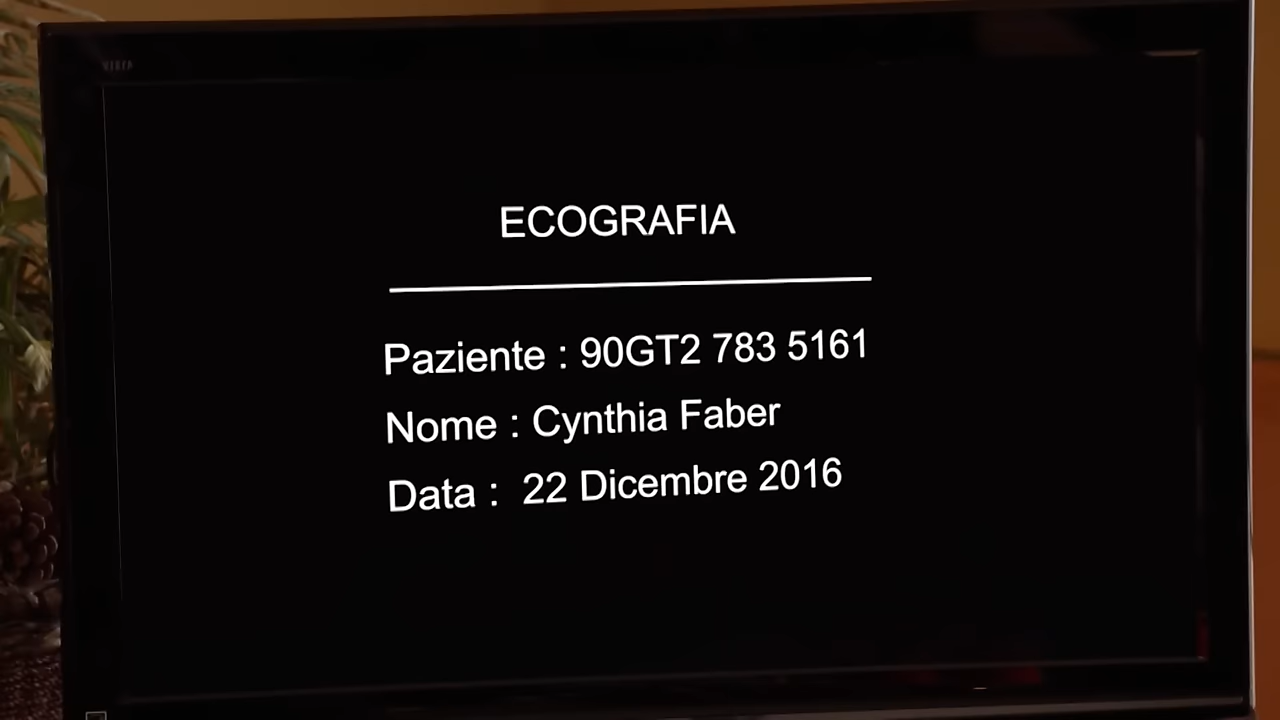 ECOGRAFIA
Paziente : 90GT2 783 5161
Nome : Cynthia Faber
Data : 22 Dicembre 2016